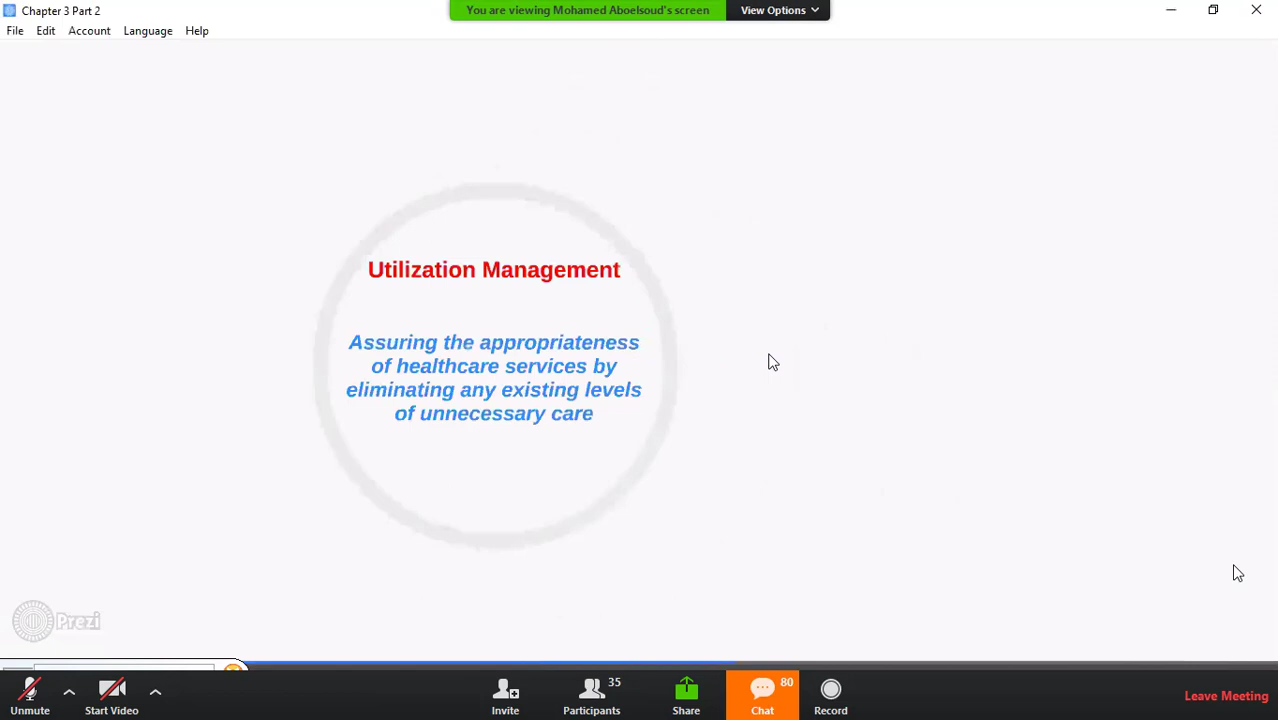 Chapter 3 Part 2
You are viewing Mohamed Aboelsoud's screen
View Options
File Edit Account Language Help
Utilization Management
Assuring the appropriateness
of healthcare services by
eliminating any existing levels
of unnecessary care
Prezi
Unmute
Start Video
Invite
35
Participants
Share
80
Chat
Record
Leave Meeting